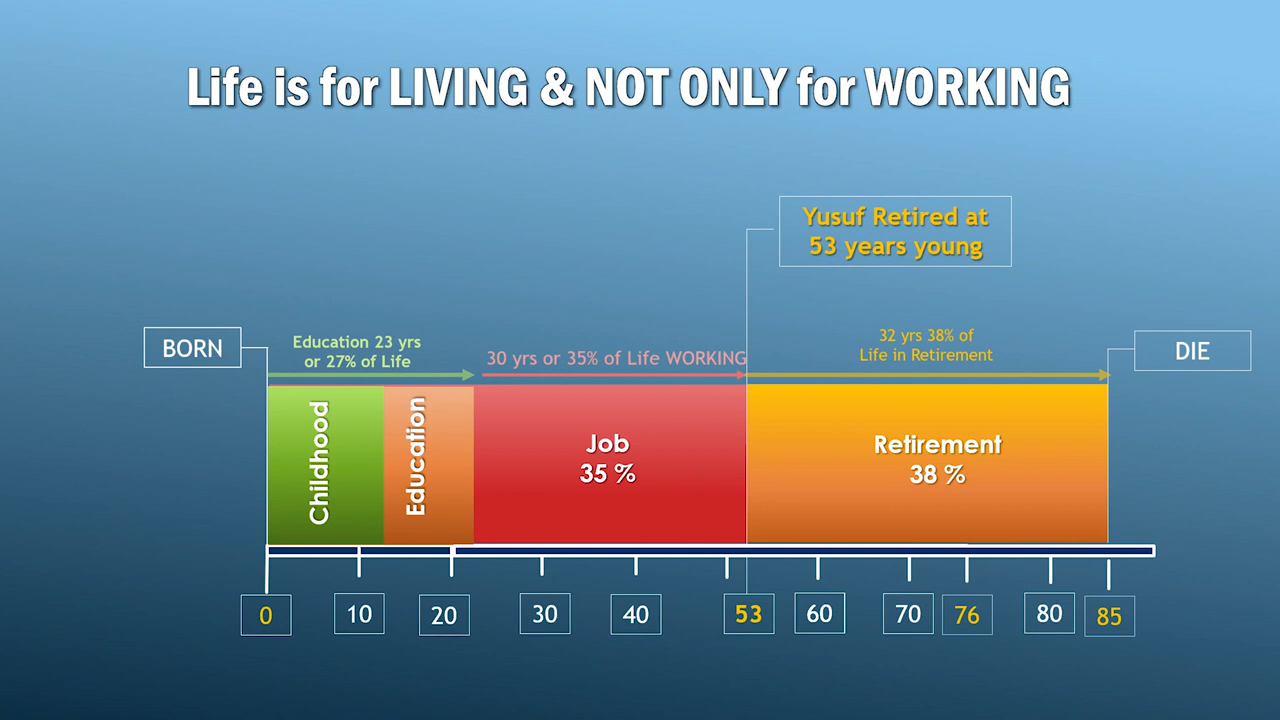 Life is for LIVING & NOT ONLY for WORKING
Yusuf Retired at
53 years young
BORN
Education 23 yrs
or 27% of Life
30 yrs or 35% of Life WORKING
32 yrs 38% of
Life in Retirement
DIE
Childhood
Education
Job
35 %
Retirement
38 %
0
10
20
30
40
53
60
70
76
80
85